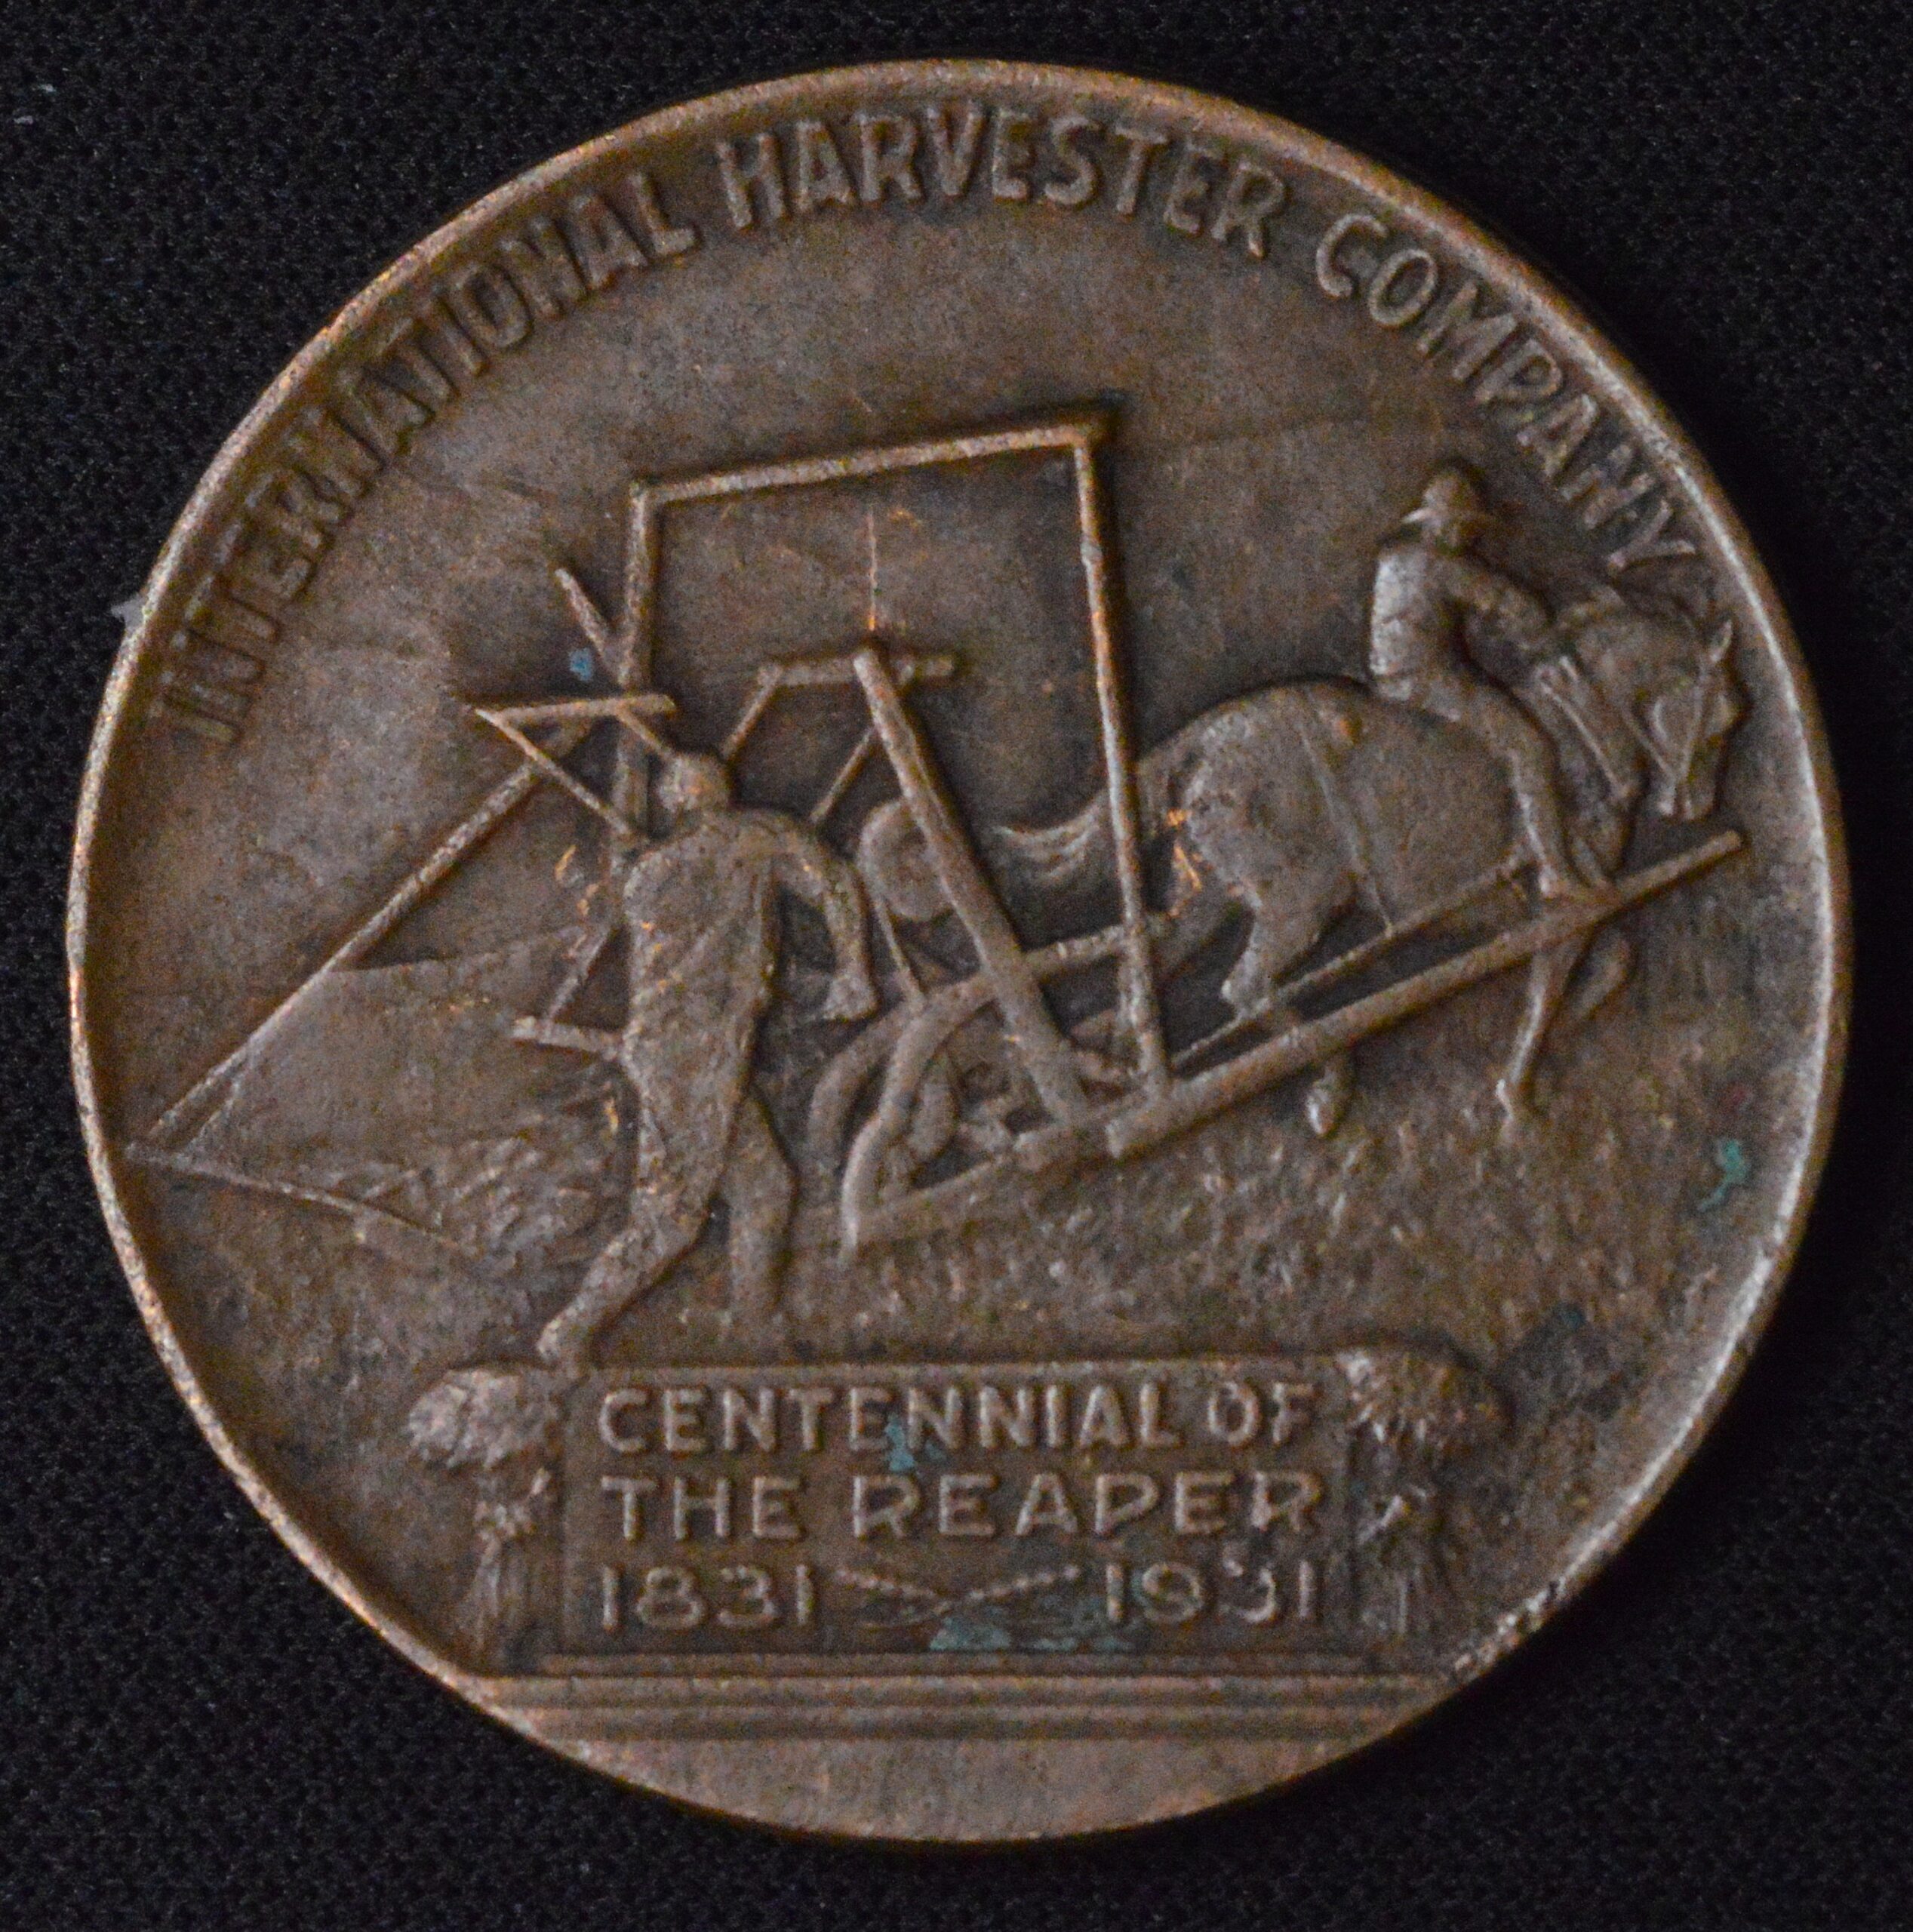 INTERNATIONAL HARVESTER COMPANY
CENTENNIAL OF
THE REAPER
1831 1931